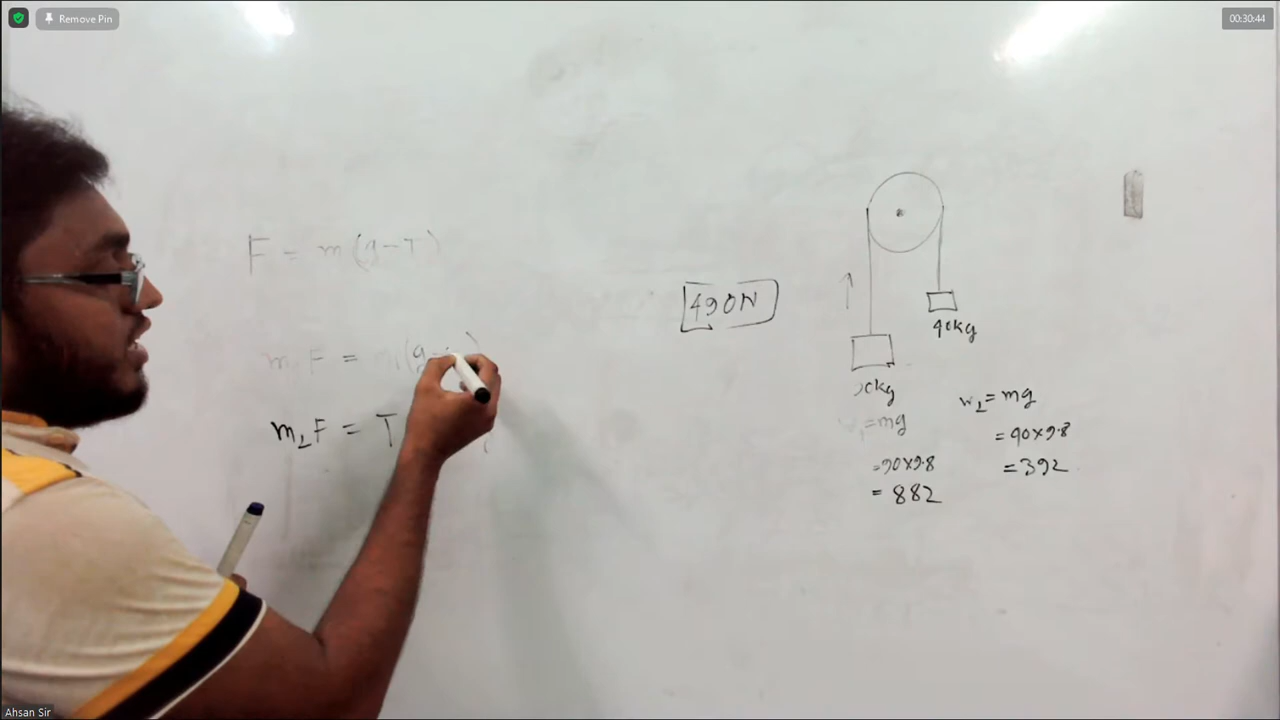 Remove Pin
00:30:44
F = m(g-T)
490N
40kg
0kg
m₂F = T
w₂ = mg
=mg
= 90×9.8
= 392
= 90×9.8
= 882
Ahsan Sir